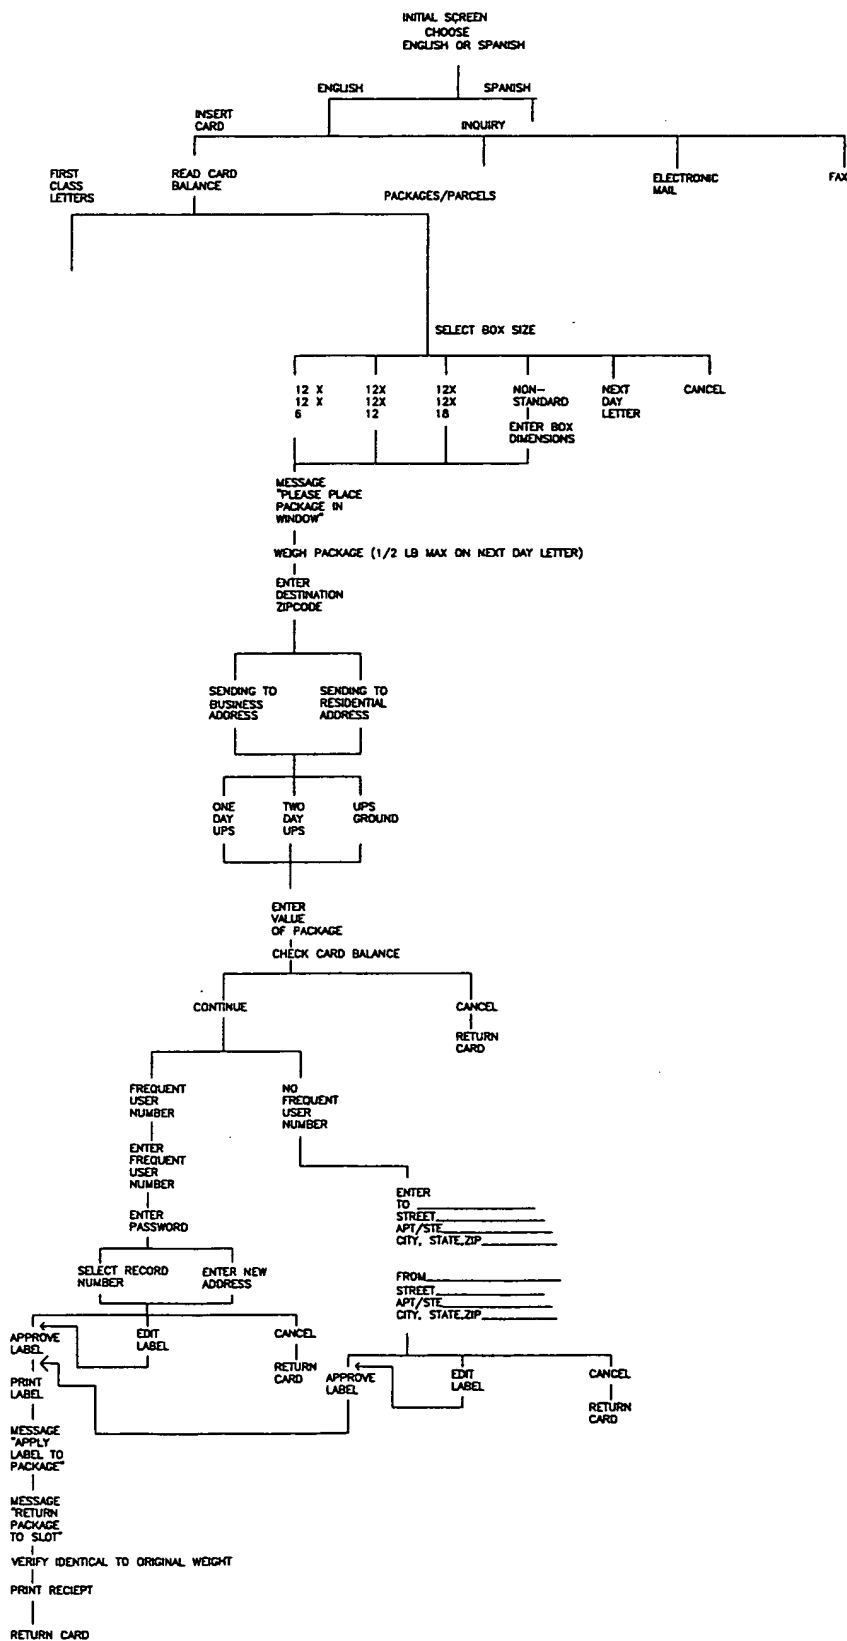 INITIAL SCREEN
CHOOSE
ENGLISH OR SPANISH
ENGLISH
SPANISH
INSERT
CARD
INQUIRY
FIRST
CLASS
LETTERS
READ CARD
BALANCE
PACKAGES/PARCELS
ELECTRONIC
MAIL
FAX
SELECT BOX SIZE
12 X
12 X
6
12X
12X
12
12X
12X
18
NON-
STANDARD
ENTER BOX
DIMENSIONS
NEXT
DAY
LETTER
CANCEL
MESSAGE
"PLEASE PLACE
PACKAGE IN
WINDOW"
WEIGH PACKAGE (1/2 LB MAX ON NEXT DAY LETTER)
ENTER
DESTINATION
ZIPCODE
SENDING TO
BUSINESS
ADDRESS
SENDING TO
RESIDENTIAL
ADDRESS
ONE
DAY
UPS
TWO
DAY
UPS
UPS
GROUND
ENTER
VALUE
OF PACKAGE
CHECK CARD BALANCE
CONTINUE
CANCEL
RETURN
CARD
FREQUENT
USER
NUMBER
NO
FREQUENT
USER
NUMBER
ENTER
FREQUENT
USER
NUMBER
ENTER
PASSWORD
ENTER
TO
STREET
APT/STE
CITY, STATE,ZIP
SELECT RECORD
NUMBER
ENTER NEW
ADDRESS
FROM
STREET
APT/STE
CITY, STATE,ZIP
APPROVE
LABEL
EDIT
LABEL
CANCEL
RETURN
CARD
APPROVE
LABEL
EDIT
LABEL
CANCEL
RETURN
CARD
PRINT
LABEL
MESSAGE
"APPLY
LABEL TO
PACKAGE"
MESSAGE
"RETURN
PACKAGE
TO SLOT"
VERIFY IDENTICAL TO ORIGINAL WEIGHT
PRINT RECIEPT
RETURN CARD